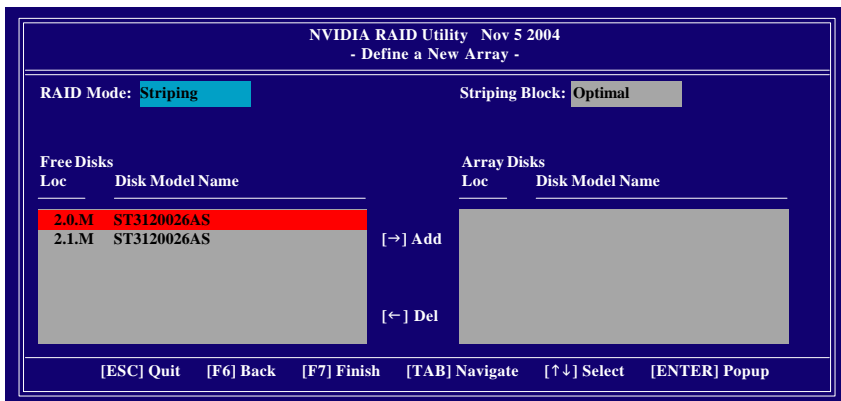 NVIDIA RAID Utility Nov 5 2004
- Define a New Array -
RAID Mode: Striping Striping Block: Optimal
Free Disks Array Disks
Loc Disk Model Name Loc Disk Model Name
2.0.M ST3120026AS
2.1.M ST3120026AS
[→] Add
[←] Del
[ESC] Quit [F6] Back [F7] Finish [TAB] Navigate [↑↓] Select [ENTER] Popup